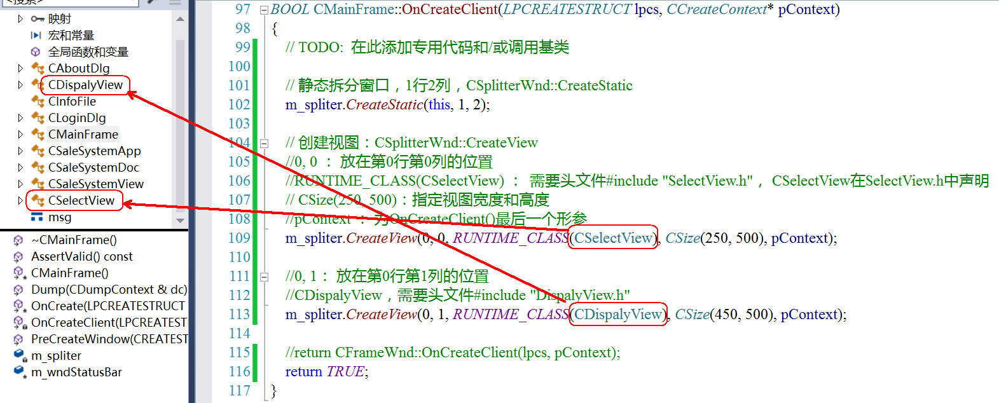 <搜索>
映射
宏和常量
全局函数和变量
CAboutDlg
CDispalyView
CInfoFile
CLoginDlg
CMainFrame
CSaleSystemApp
CSaleSystemDoc
CSaleSystemView
CSelectView
msg
~CMainFrame()
AssertValid() const
CMainFrame()
Dump(CDumpContext & dc)
OnCreate(LPCREATESTRUCT
OnCreateClient(LPCREATESTI
PreCreateWindow(CREATEST
m_spliter
m_wndStatusBar
97 BOOL CMainFrame::OnCreateClient(LPCREATESTRUCT lpcs, CCreateContext* pContext)
98 {
99 // TODO: 在此添加专用代码和/或调用基类
100
101 // 静态拆分窗口，1行2列，CSplitterWnd::CreateStatic
102 m_spliter.CreateStatic(this, 1, 2);
103
104 // 创建视图：CSplitterWnd::CreateView
105 //0, 0 ： 放在第0行第0列的位置
106 //RUNTIME_CLASS(CSelectView) ： 需要头文件#include "SelectView.h"， CSelectView在SelectView.h中声明
107 // CSize(250, 500)：指定视图宽度和高度
108 //pContext ： 为OnCreateClient()最后一个形参
109 m_spliter.CreateView(0, 0, RUNTIME_CLASS(CSelectView), CSize(250, 500), pContext);
110
111 //0, 1： 放在第0行第1列的位置
112 //CDispalyView，需要头文件#include "DispalyView.h"
113 m_spliter.CreateView(0, 1, RUNTIME_CLASS(CDispalyView), CSize(450, 500), pContext);
114
115 //return CFrameWnd::OnCreateClient(lpcs, pContext);
116 return TRUE;
117 }